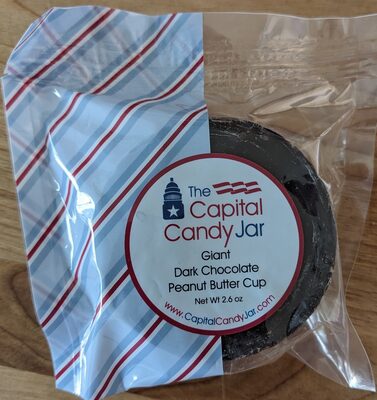 The
Capital
Candy Jar
Giant
Dark Chocolate
Peanut Butter Cup
Net Wt 2.6 oz
www.CapitalCandyJar.com